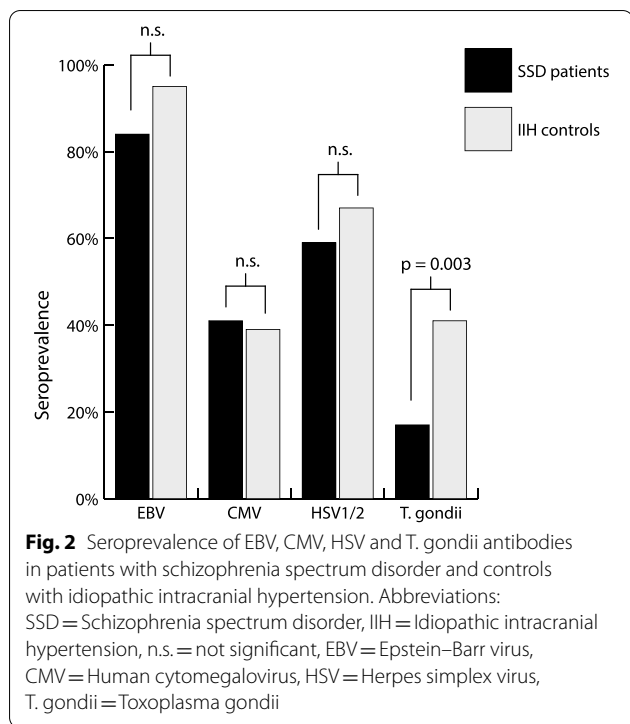 n.s.
100%
SSD patients
IIH controls
80%
n.s.
60%
n.s.
p = 0.003
Seroprevalence
40%
20%
0%
EBV CMV HSV1/2 T. gondii
Fig. 2 Seroprevalence of EBV, CMV, HSV and T. gondii antibodies
in patients with schizophrenia spectrum disorder and controls
with idiopathic intracranial hypertension. Abbreviations:
SSD = Schizophrenia spectrum disorder, IIH = Idiopathic intracranial
hypertension, n.s. = not significant, EBV = Epstein–Barr virus,
CMV = Human cytomegalovirus, HSV = Herpes simplex virus,
T. gondii = Toxoplasma gondii